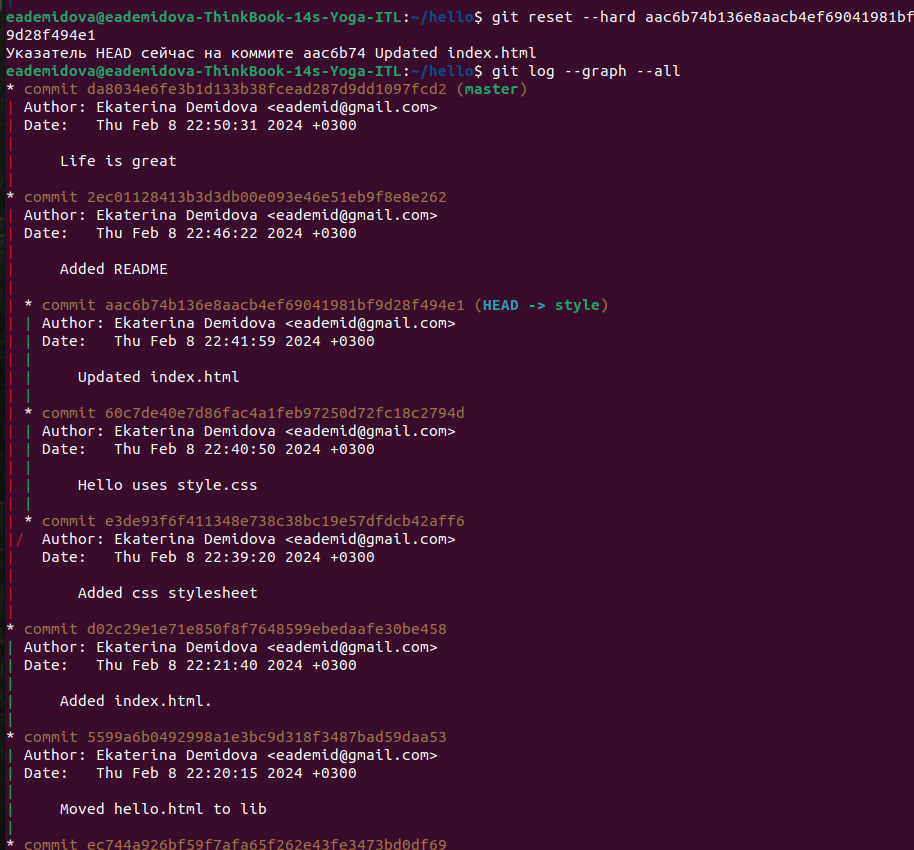 eademidova@eademidova-ThinkBook-14s-Yoga-ITL:~/hello$ git reset --hard aac6b74b136e8aacb4ef69041981bf
9d28f494e1
Указатель HEAD сейчас на коммите aac6b74 Updated index.html
eademidova@eademidova-ThinkBook-14s-Yoga-ITL:~/hello$ git log --graph --all
* commit da8034e6fe3b1d133b38fcead287d9dd1097fcd2 (master)
| Author: Ekaterina Demidova <eademid@gmail.com>
| Date:   Thu Feb 8 22:50:31 2024 +0300
|
|     Life is great
|
* commit 2ec01128413b3d3db00e093e46e51eb9f8e8e262
| Author: Ekaterina Demidova <eademid@gmail.com>
| Date:   Thu Feb 8 22:46:22 2024 +0300
|
|     Added README
|
| * commit aac6b74b136e8aacb4ef69041981bf9d28f494e1 (HEAD -> style)
| | Author: Ekaterina Demidova <eademid@gmail.com>
| | Date:   Thu Feb 8 22:41:59 2024 +0300
| |
| |     Updated index.html
| |
| * commit 60c7de40e7d86fac4a1feb97250d72fc18c2794d
| | Author: Ekaterina Demidova <eademid@gmail.com>
| | Date:   Thu Feb 8 22:40:50 2024 +0300
| |
| |     Hello uses style.css
| |
| * commit e3de93f6f411348e738c38bc19e57dfdcb42aff6
|/  Author: Ekaterina Demidova <eademid@gmail.com>
|   Date:   Thu Feb 8 22:39:20 2024 +0300
|
|       Added css stylesheet
|
* commit d02c29e1e71e850f8f7648599ebedaafe30be458
| Author: Ekaterina Demidova <eademid@gmail.com>
| Date:   Thu Feb 8 22:21:40 2024 +0300
|
|     Added index.html.
|
* commit 5599a6b0492998a1e3bc9d318f3487bad59daa53
| Author: Ekaterina Demidova <eademid@gmail.com>
| Date:   Thu Feb 8 22:20:15 2024 +0300
|
|     Moved hello.html to lib
|
* commit ec744a926bf59f7afa65f262e43fe3473bd0df69